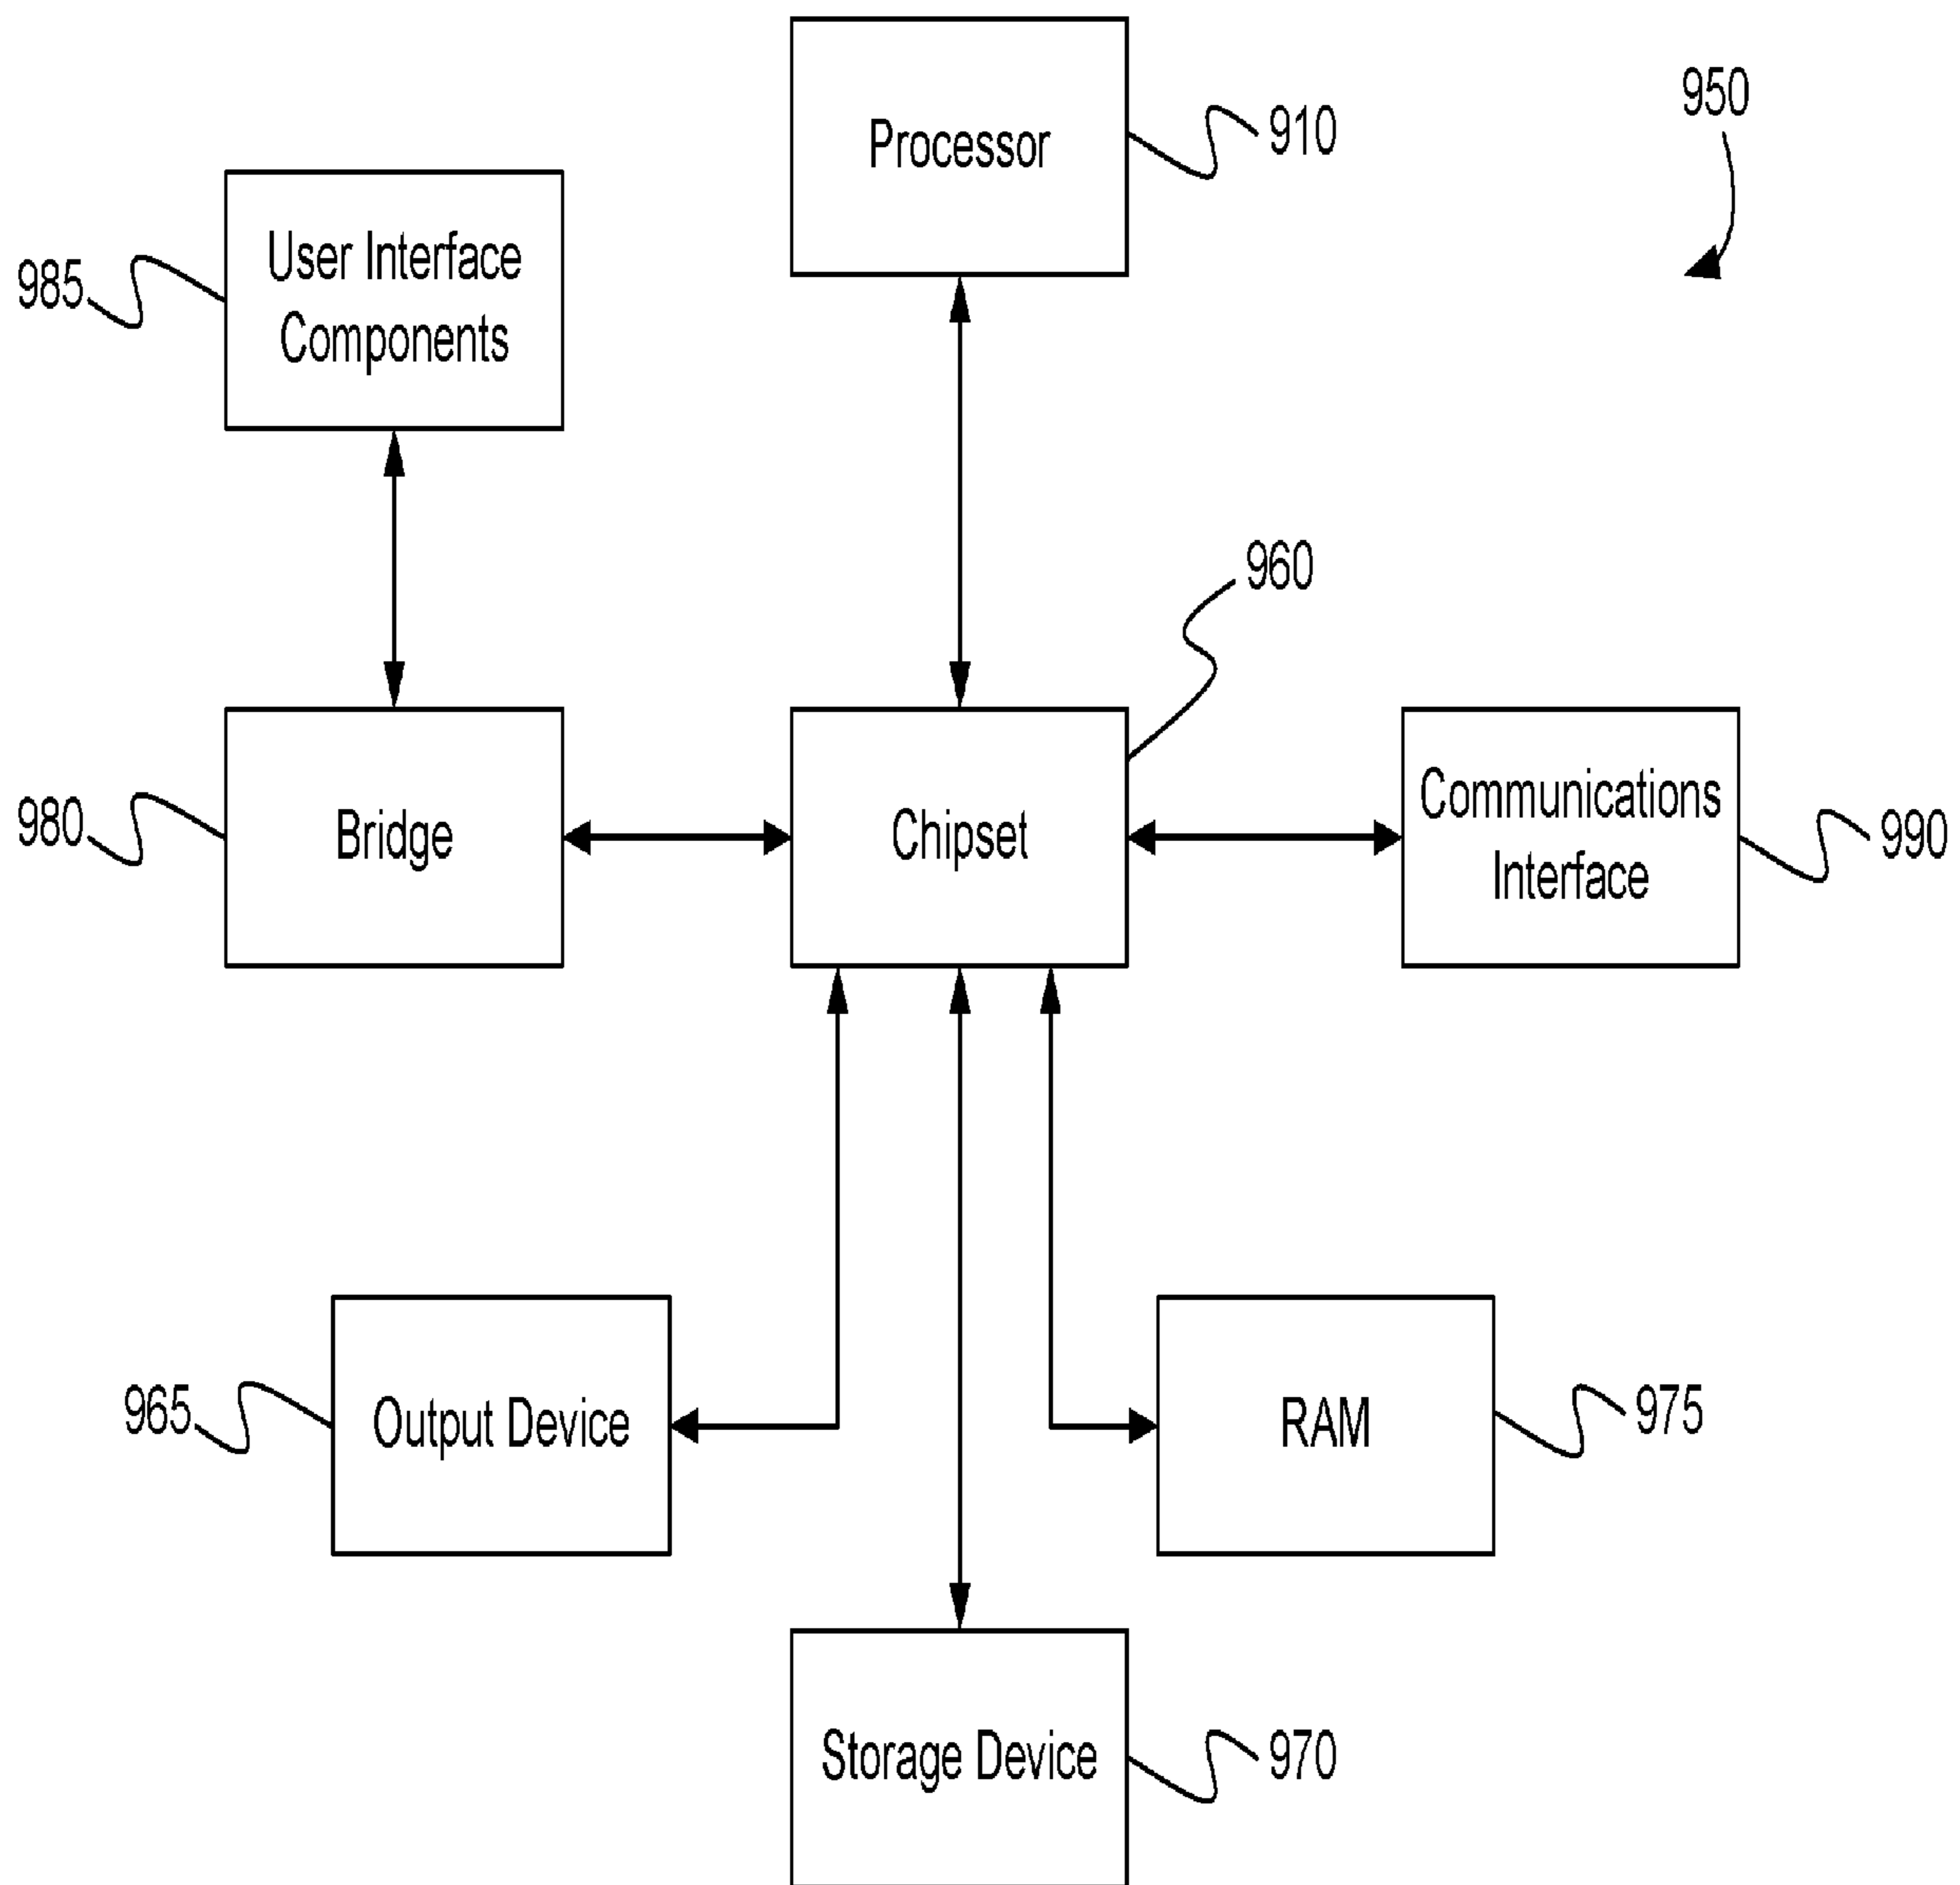 950
Processor
910
User Interface
Components
985
960
Bridge
980
Chipset
Communications
Interface
990
Output Device
965
RAM
975
Storage Device
970